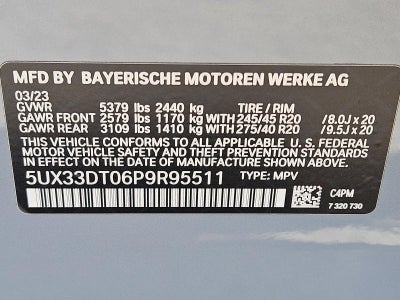 MFD BY BAYERISCHE MOTOREN WERKE AG
03/23
GVWR 5379 lbs 2440 kg TIRE / RIM
GAWR FRONT 2579 lbs 1170 kg WITH 245/45 R20 /8.0J x 20
GAWR REAR 3109 lbs 1410 kg WITH 275/40 R20 /9.5J x 20
THIS VEHICLE CONFORMS TO ALL APPLICABLE U. S. FEDERAL
MOTOR VEHICLE SAFETY AND THEFT PREVENTION STANDARDS
IN EFFECT ON THE DATE OF MANUFACTURE SHOWN ABOVE.
5UX33DT06P9R95511 TYPE: MPV
C4PM
7 320 730